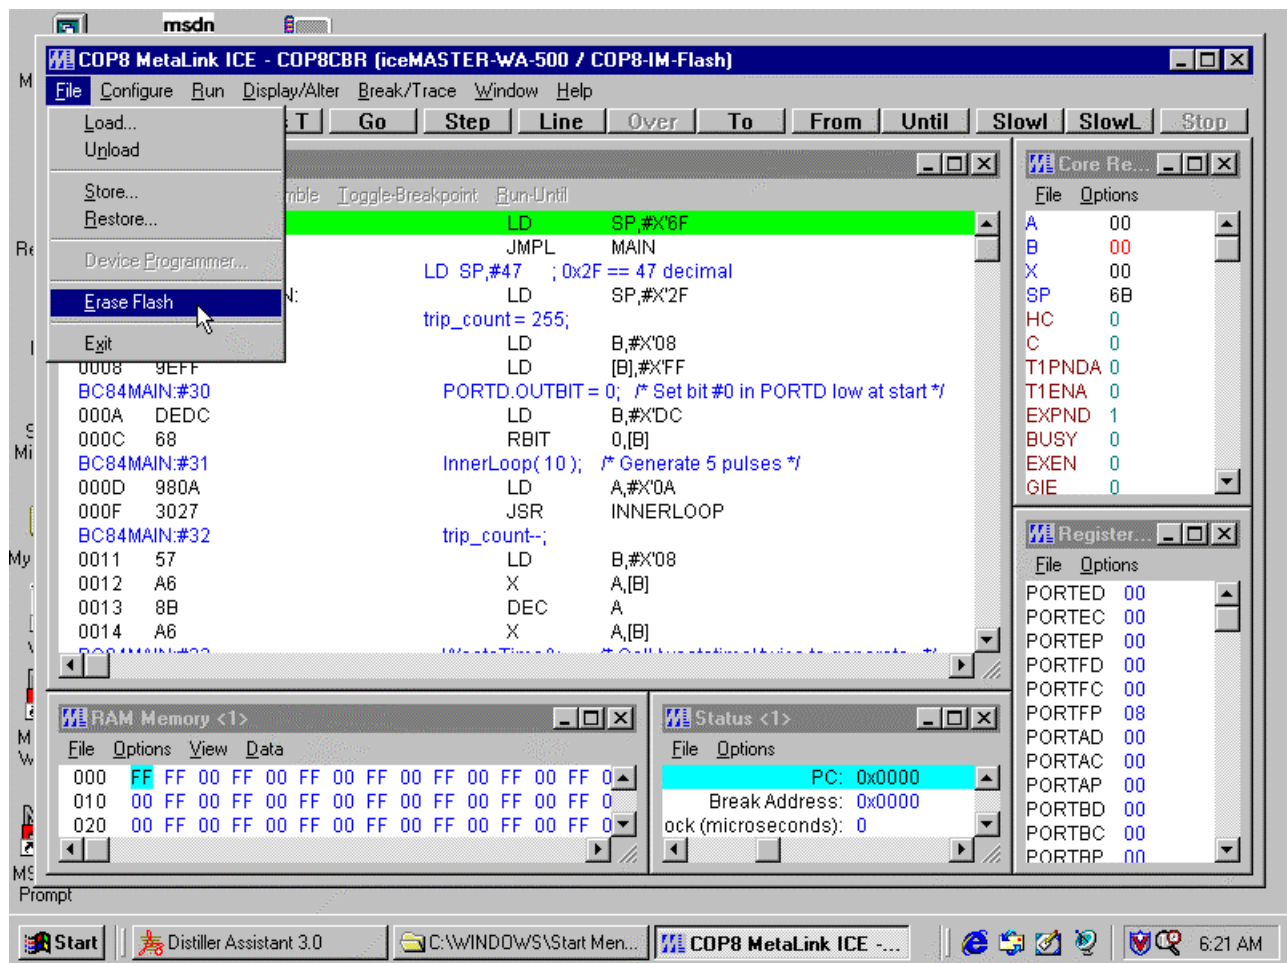 msdn
COP8 MetaLink ICE - COP8CBR (iceMASTER-WA-500 / COP8-IM-Flash)
File Configure Run Display/Alter Break/Trace Window Help
T Go Step Line Over To From Until SlowI SlowL Stop
Load...
Unload
Store...
Restore...
Device Programmer...
Erase Flash
Exit
Toggle-Breakpoint Run-Until
LD SP,#X'6F
JMPL MAIN
LD SP,#47 ; 0x2F == 47 decimal
LD SP,#X'2F
trip_count = 255;
LD B,#X'08
0008 9EFF LD [B],#X'FF
BC84MAIN:#30 PORTD.OUTBIT = 0; /* Set bit #0 in PORTD low at start */
000A DEDC LD B,#X'DC
000C 68 RBIT 0,[B]
BC84MAIN:#31 InnerLoop( 10 ); /* Generate 5 pulses */
000D 980A LD A,#X'0A
000F 3027 JSR INNERLOOP
BC84MAIN:#32 trip_count--;
0011 57 LD B,#X'08
0012 A6 X A,[B]
0013 8B DEC A
0014 A6 X A,[B]
Core Re...
File Options
A 00
B 00
X 00
SP 6B
HC 0
C 0
T1PNDA 0
T1ENA 0
EXPND 1
BUSY 0
EXEN 0
GIE 0
Register...
File Options
PORTED 00
PORTEC 00
PORTEP 00
PORTFD 00
PORTFC 00
PORTFP 08
PORTAD 00
PORTAC 00
PORTAP 00
PORTBD 00
PORTBC 00
PORTBP 00
RAM Memory <1>
File Options View Data
000 FF FF 00 FF 00 FF 00 FF 00 FF 00 FF 00 FF 0
010 00 FF 00 FF 00 FF 00 FF 00 FF 00 FF 00 FF 0
020 00 FF 00 FF 00 FF 00 FF 00 FF 00 FF 00 FF 0
Status <1>
File Options
PC: 0x0000
Break Address: 0x0000
ock (microseconds): 0
Prompt
Start Distiller Assistant 3.0 C:\WINDOWS\Start Men... COP8 MetaLink ICE -... 6:21 AM